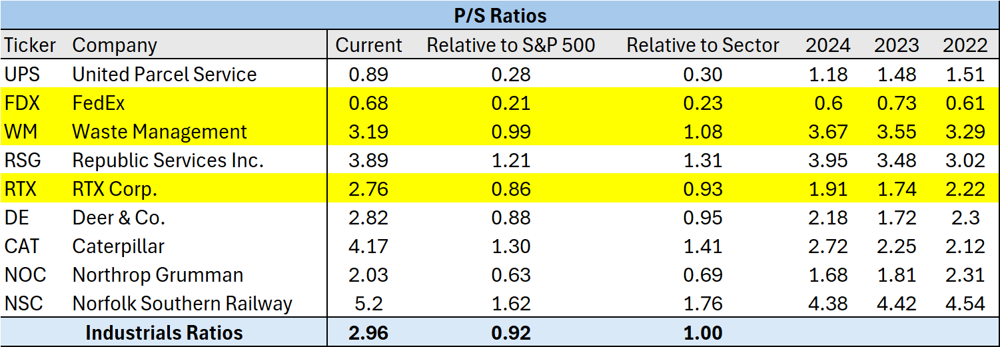 P/S Ratios
Ticker Company Current Relative to S&P 500 Relative to Sector 2024 2023 2022
UPS United Parcel Service 0.89 0.28 0.30 1.18 1.48 1.51
FDX FedEx 0.68 0.21 0.23 0.6 0.73 0.61
WM Waste Management 3.19 0.99 1.08 3.67 3.55 3.29
RSG Republic Services Inc. 3.89 1.21 1.31 3.95 3.48 3.02
RTX RTX Corp. 2.76 0.86 0.93 1.91 1.74 2.22
DE Deer & Co. 2.82 0.88 0.95 2.18 1.72 2.3
CAT Caterpillar 4.17 1.30 1.41 2.72 2.25 2.12
NOC Northrop Grumman 2.03 0.63 0.69 1.68 1.81 2.31
NSC Norfolk Southern Railway 5.2 1.62 1.76 4.38 4.42 4.54
Industrials Ratios 2.96 0.92 1.00